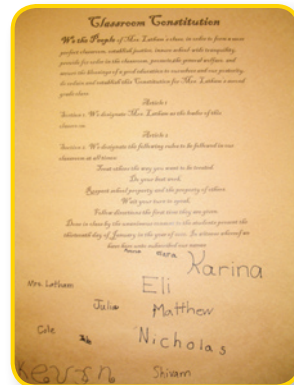 Classroom Constitution
We the People of Mrs. Latham's class, in order to form a more
perfect classroom, establish justice, insure school wide tranquility,
provide for order in the classroom, promote the general welfare, and
secure the blessings of a good education to ourselves and our posterity,
do ordain and establish this Constitution for Mrs. Latham's second
grade class.
Article 1
Section 1: We designate Mrs. Latham as the leader of this
classroom.
Article 2
Section 1: We designate the following rules to be followed in our
classroom at all times:
Treat others the way you want to be treated.
Do your best work.
Respect school property and the property of others.
Wait your turn to speak.
Follow directions the first time they are given.
Done in class by the unanimous consent of the students present the
thirteenth day of January in the year of
In witness whereof we
have here unto subscribed our names
Karina
Mrs. Latham
Eli
Julia
Matthew
Cole
Nicholas
Kevin
Shivam